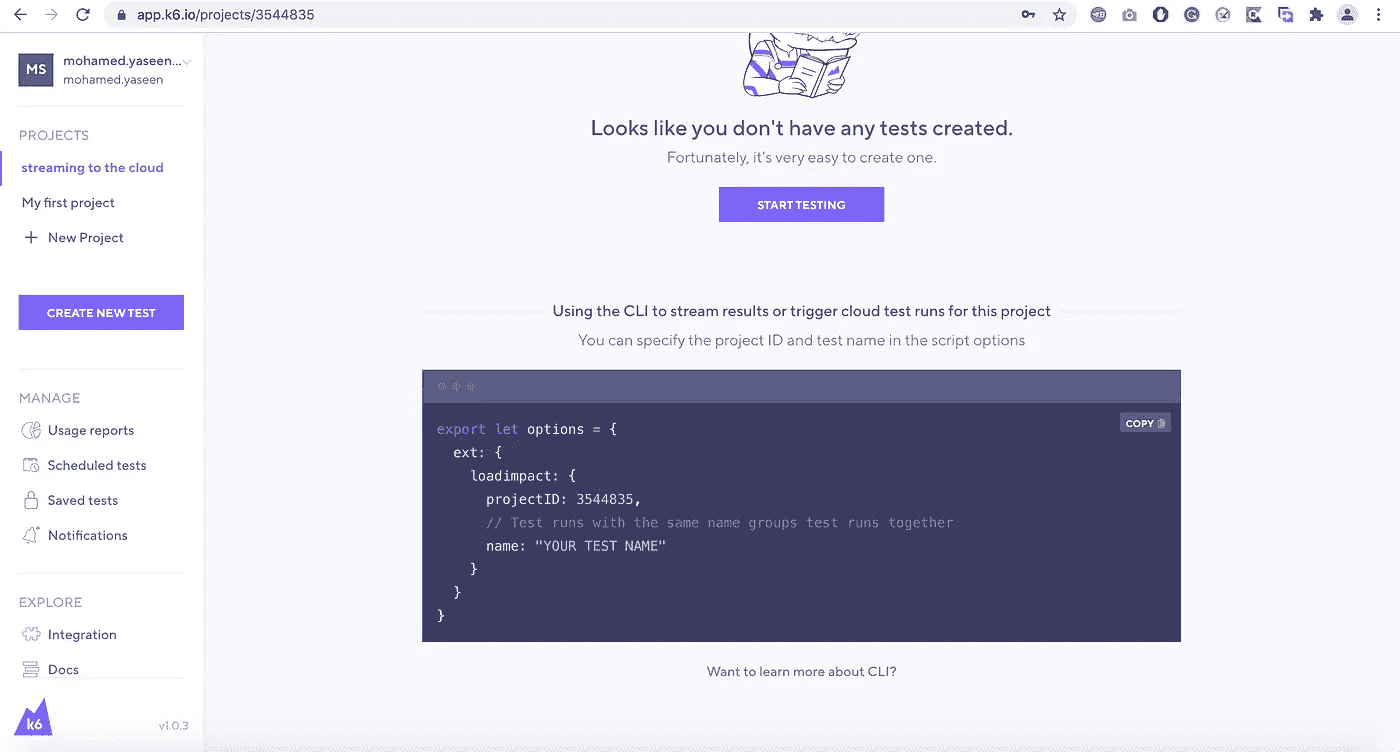 app.k6.io/projects/3544835
MS
mohamed.yaseen...
mohamed.yaseen
PROJECTS
streaming to the cloud
My first project
+ New Project
CREATE NEW TEST
MANAGE
Usage reports
Scheduled tests
Saved tests
Notifications
EXPLORE
Integration
Docs
k6
v1.0.3
Looks like you don't have any tests created.
Fortunately, it's very easy to create one.
START TESTING
Using the CLI to stream results or trigger cloud test runs for this project
You can specify the project ID and test name in the script options
COPY
export let options = {
ext: {
loadimpact: {
projectID: 3544835,
// Test runs with the same name groups test runs together
name: "YOUR TEST NAME"
}
}
}
Want to learn more about CLI?